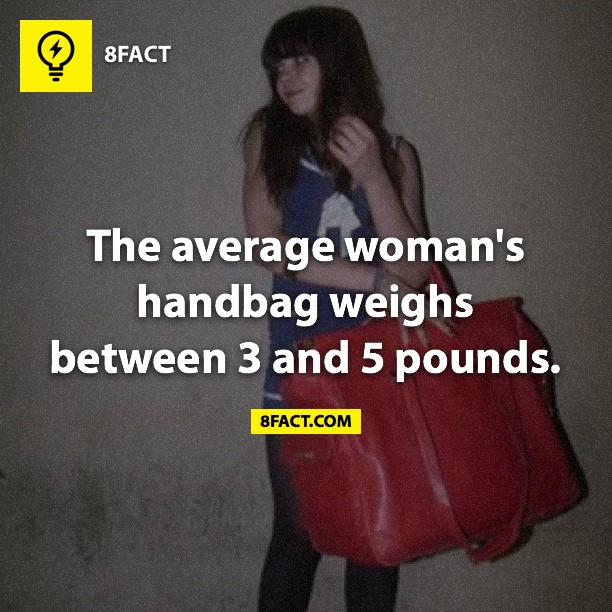 8FACT
The average woman's
handbag weighs
between 3 and 5 pounds.
8FACT.COM